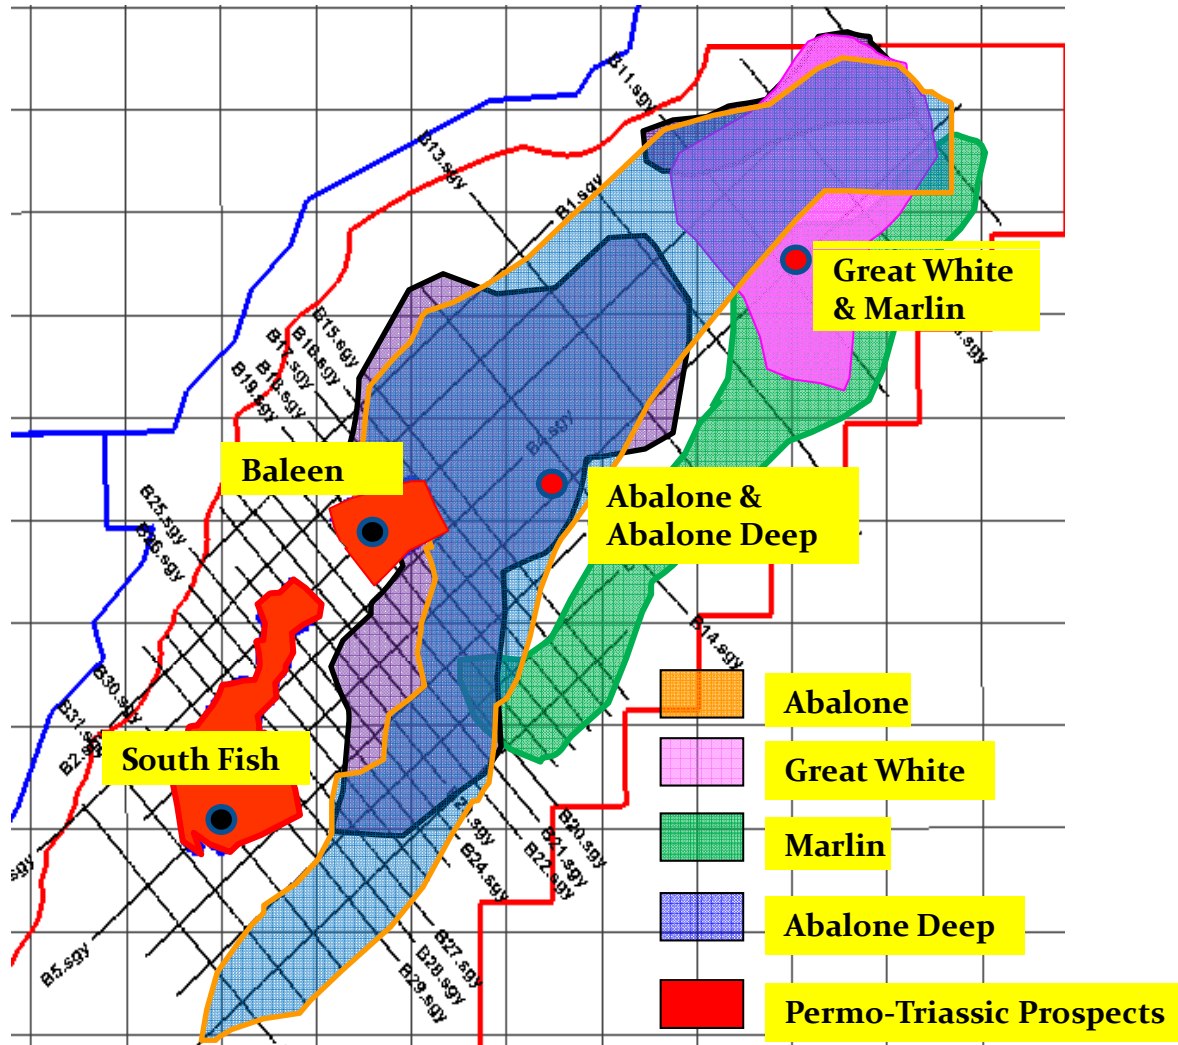 B11.sgy
B13.sgy
B1.sgy
Great White
& Marlin
B15.sgy
B16.sgy
B17.sgy
B18.sgy
B19.sgy
B4.sgy
Baleen
Abalone &
Abalone Deep
B25.sgy
B26.sgy
B14.sgy
B30.sgy
B31.sgy
South Fish
Abalone
Great White
Marlin
Abalone Deep
Permo-Triassic Prospects
B20.sgy
B21.sgy
B22.sgy
B24.sgy
B27.sgy
B28.sgy
B29.sgy
B5.sgy